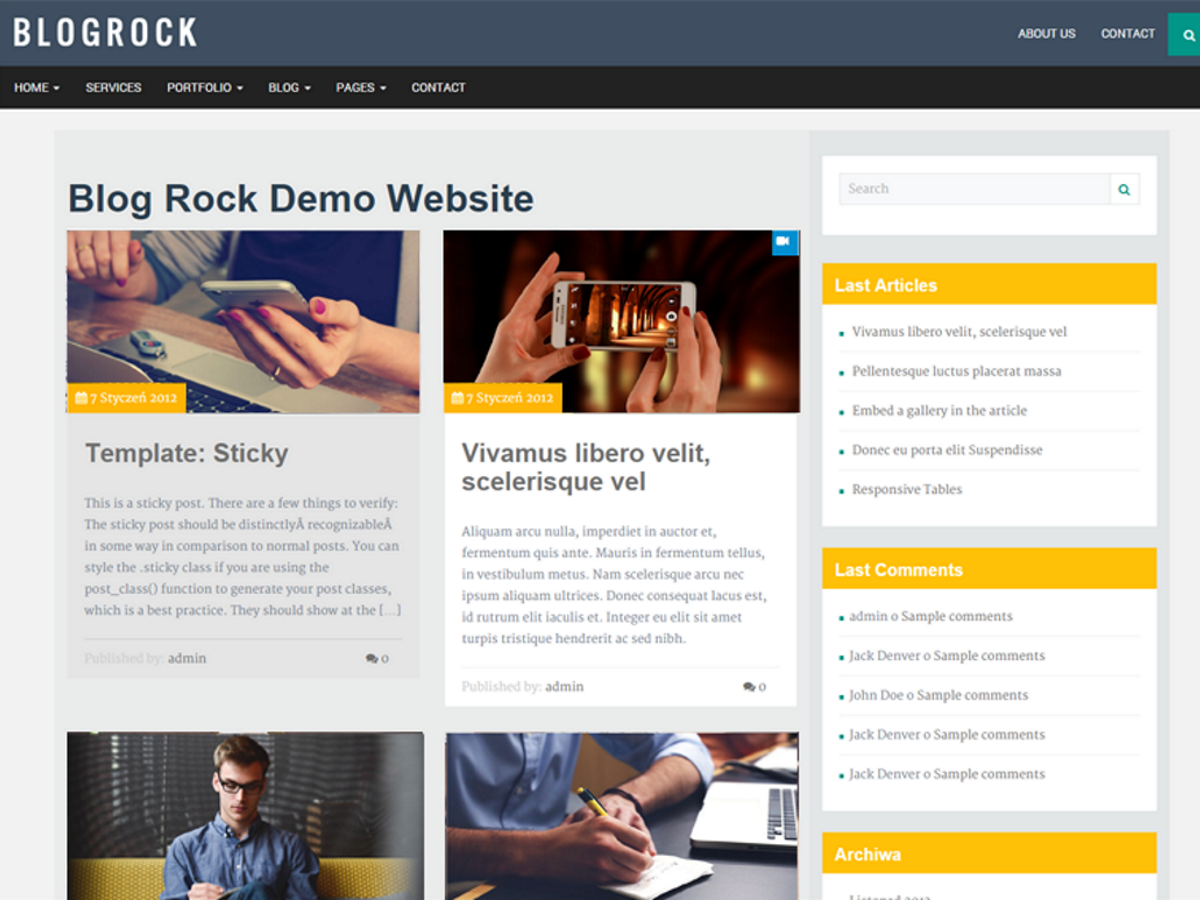 BLOGROCK
ABOUT US CONTACT
HOME SERVICES PORTFOLIO BLOG PAGES CONTACT
Blog Rock Demo Website
7 Styczeń 2012
Template: Sticky
This is a sticky post. There are a few things to verify:
The sticky post should be distinctlyÂ recognizableÂ
in some way in comparison to normal posts. You can
style the .sticky class if you are using the
post_class() function to generate your post classes,
which is a best practice. They should show at the [...]
Published by: admin
0
7 Styczeń 2012
Vivamus libero velit,
scelerisque vel
Aliquam arcu nulla, imperdiet in auctor et,
fermentum quis ante. Mauris in fermentum tellus,
in vestibulum metus. Nam scelerisque arcu nec
ipsum aliquam ultrices. Donec consequat lacus est,
id rutrum elit iaculis et. Integer eu elit sit amet
turpis tristique hendrerit ac sed nibh.
Published by: admin
0
Search
Last Articles
Vivamus libero velit, scelerisque vel
Pellentesque luctus placerat massa
Embed a gallery in the article
Donec eu porta elit Suspendisse
Responsive Tables
Last Comments
admin o Sample comments
Jack Denver o Sample comments
John Doe o Sample comments
Jack Denver o Sample comments
Jack Denver o Sample comments
Archiwa
Listopad 2012